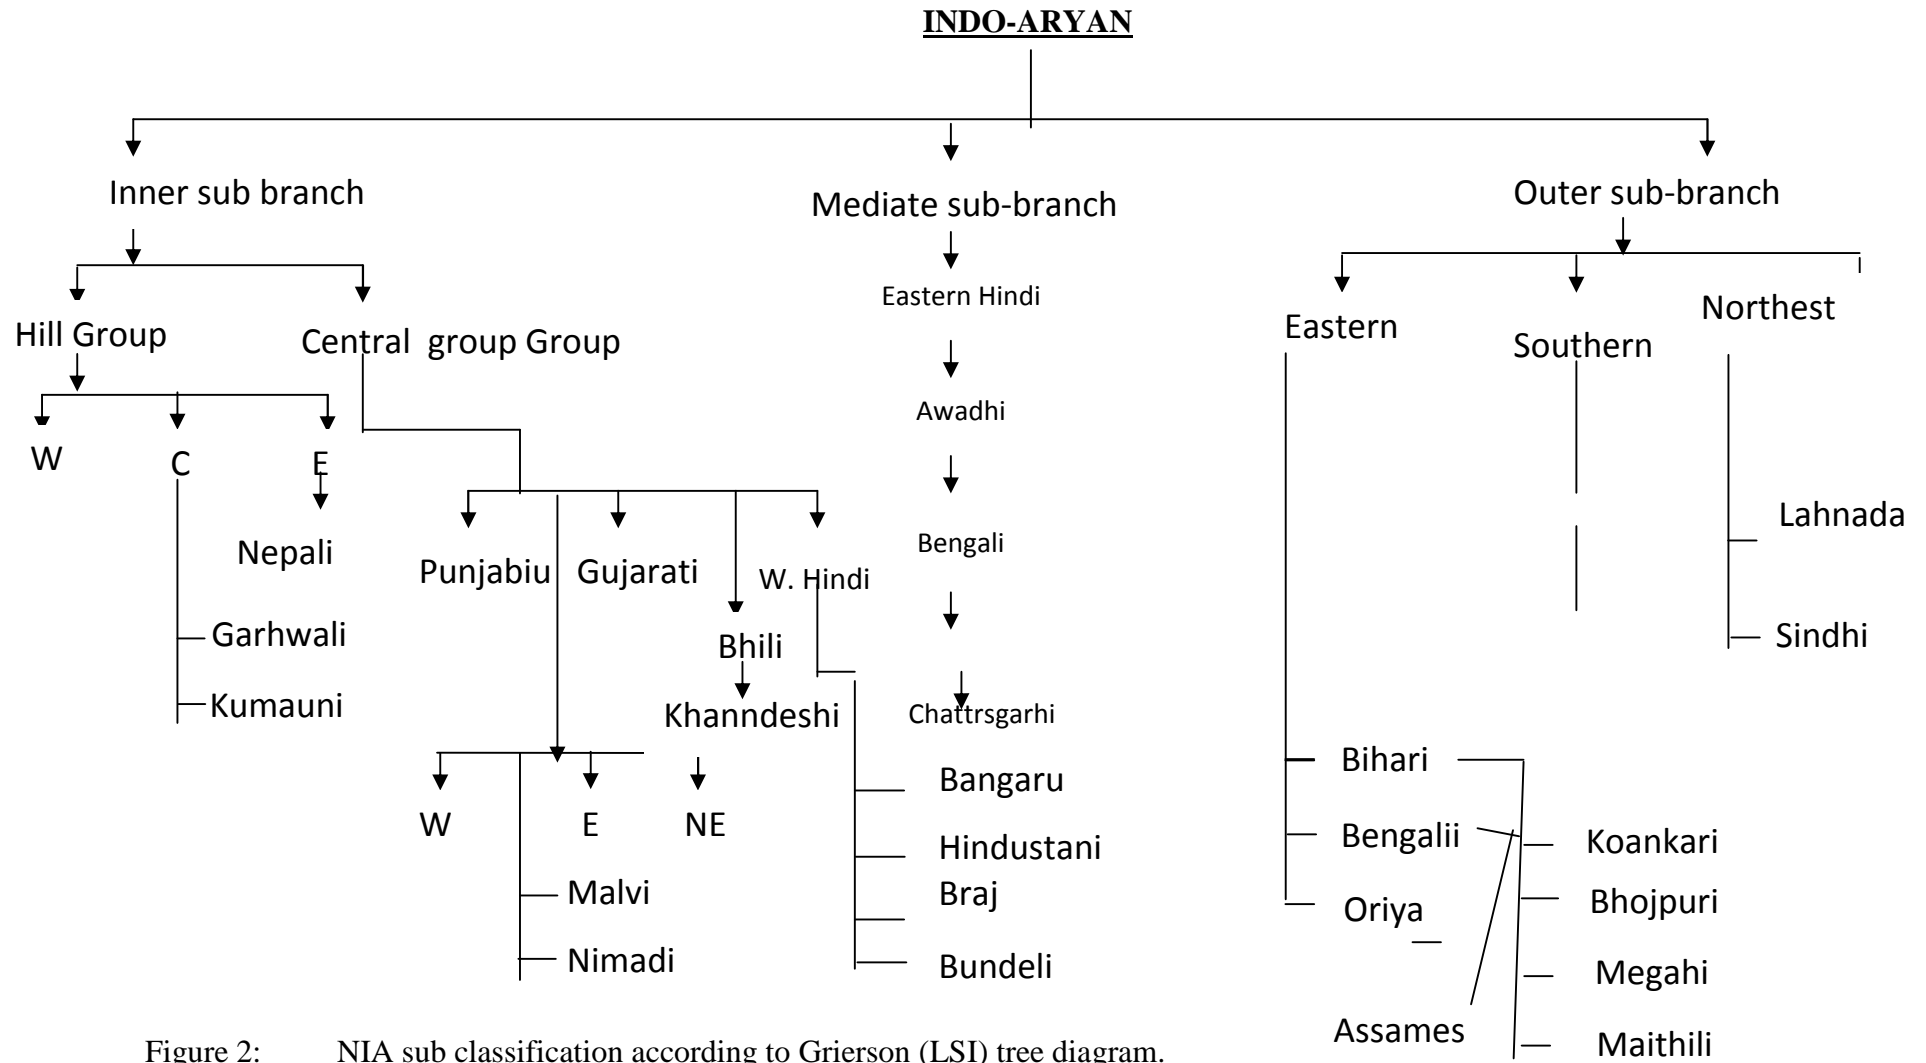 INDO-ARYAN
Inner sub branch
Mediate sub-branch
Outer sub-branch
Hill Group
Central group Group
Eastern Hindi
Eastern
Southern
Northest
W
C
E
Awadhi
Nepali
Punjabiu
Gujarati
W. Hindi
Bengali
Lahnada
Garhwali
Bhili
Sindhi
Kumauni
Khanndeshi
Chattrsgarhi
W
E
NE
Bangaru
Bihari
Hindustani
Bengalii
Koankari
Malvi
Braj
Oriya
Bhojpuri
Nimadi
Bundeli
Megahi
Assames
Maithili
Figure 2: NIA sub classification according to Grierson (LSI) tree diagram.